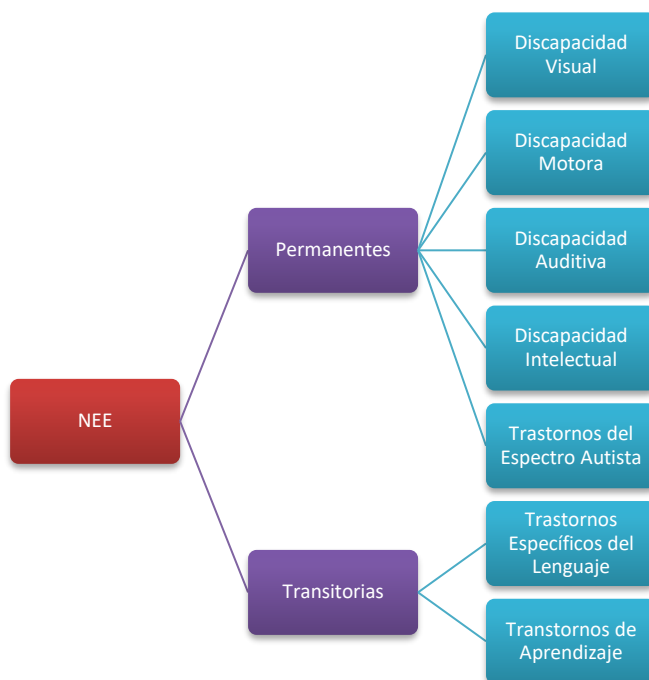 NEE
Permanentes
Discapacidad
Visual
Discapacidad
Motora
Discapacidad
Auditiva
Discapacidad
Intelectual
Trastornos del
Espectro Autista
Transitorias
Trastornos
Específicos del
Lenguaje
Transtornos de
Aprendizaje